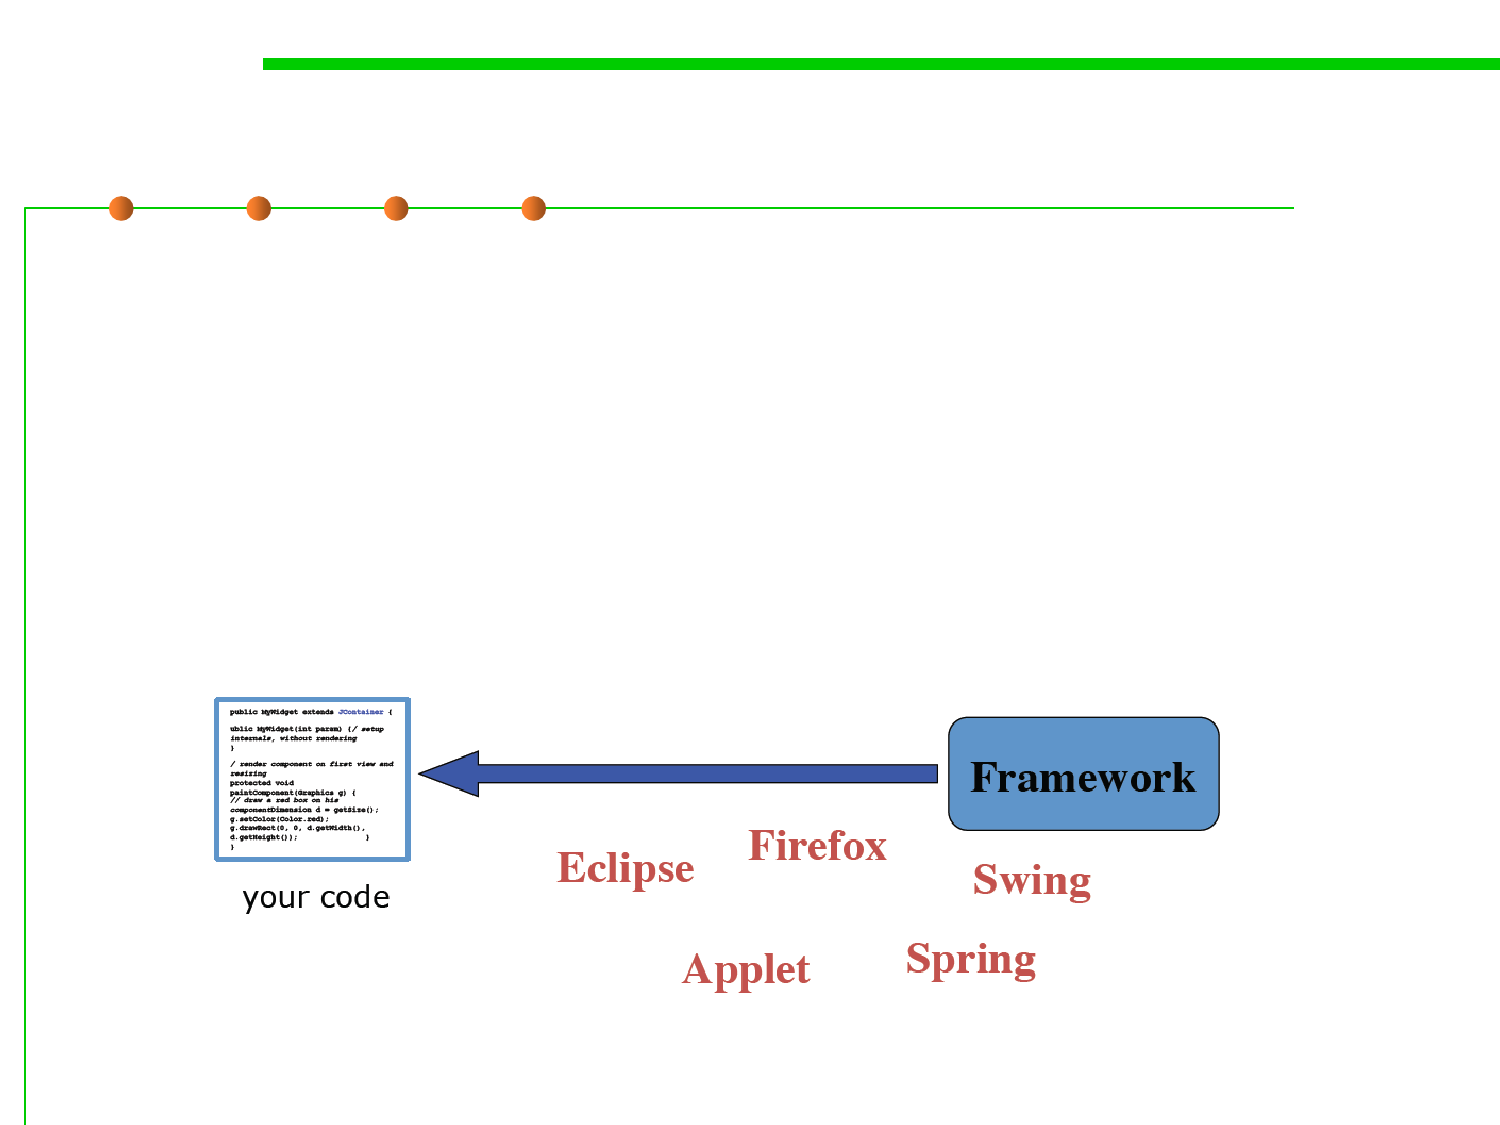 public MyWidget extends JContainer {
ublic MyWidget(int param) {/ setup
internals, without rendering
}
/ render component on first view and
resizing
protected void
paintComponent(Graphics g) {
// draw a red box on his
componentDimension d = getSize();
g.setColor(Color.red);
g.drawRect(0, 0, d.getWidth(),
d.getHeight()); }
}
your code
Framework
Firefox
Eclipse
Swing
Spring
Applet